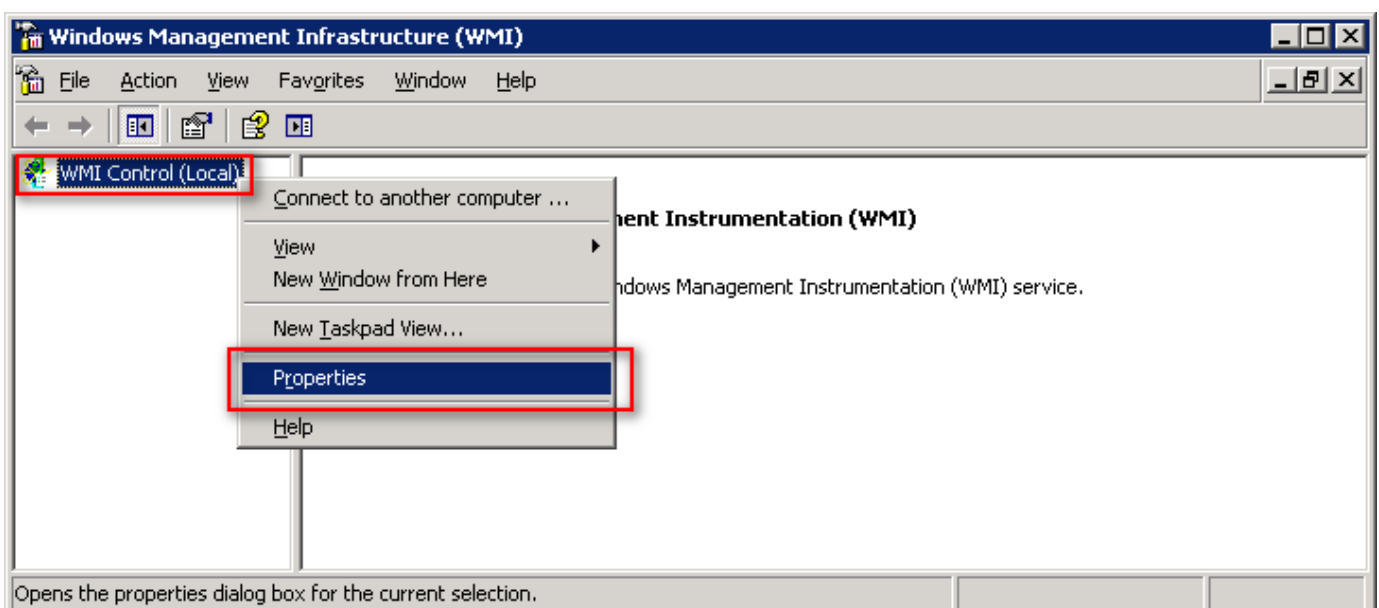 Windows Management Infrastructure (WMI)
File Action View Favorites Window Help
WMI Control (Local)
Connect to another computer ...
View
New Window from Here
New Taskpad View...
Properties
Help
ment Instrumentation (WMI)
ndows Management Instrumentation (WMI) service.
Opens the properties dialog box for the current selection.